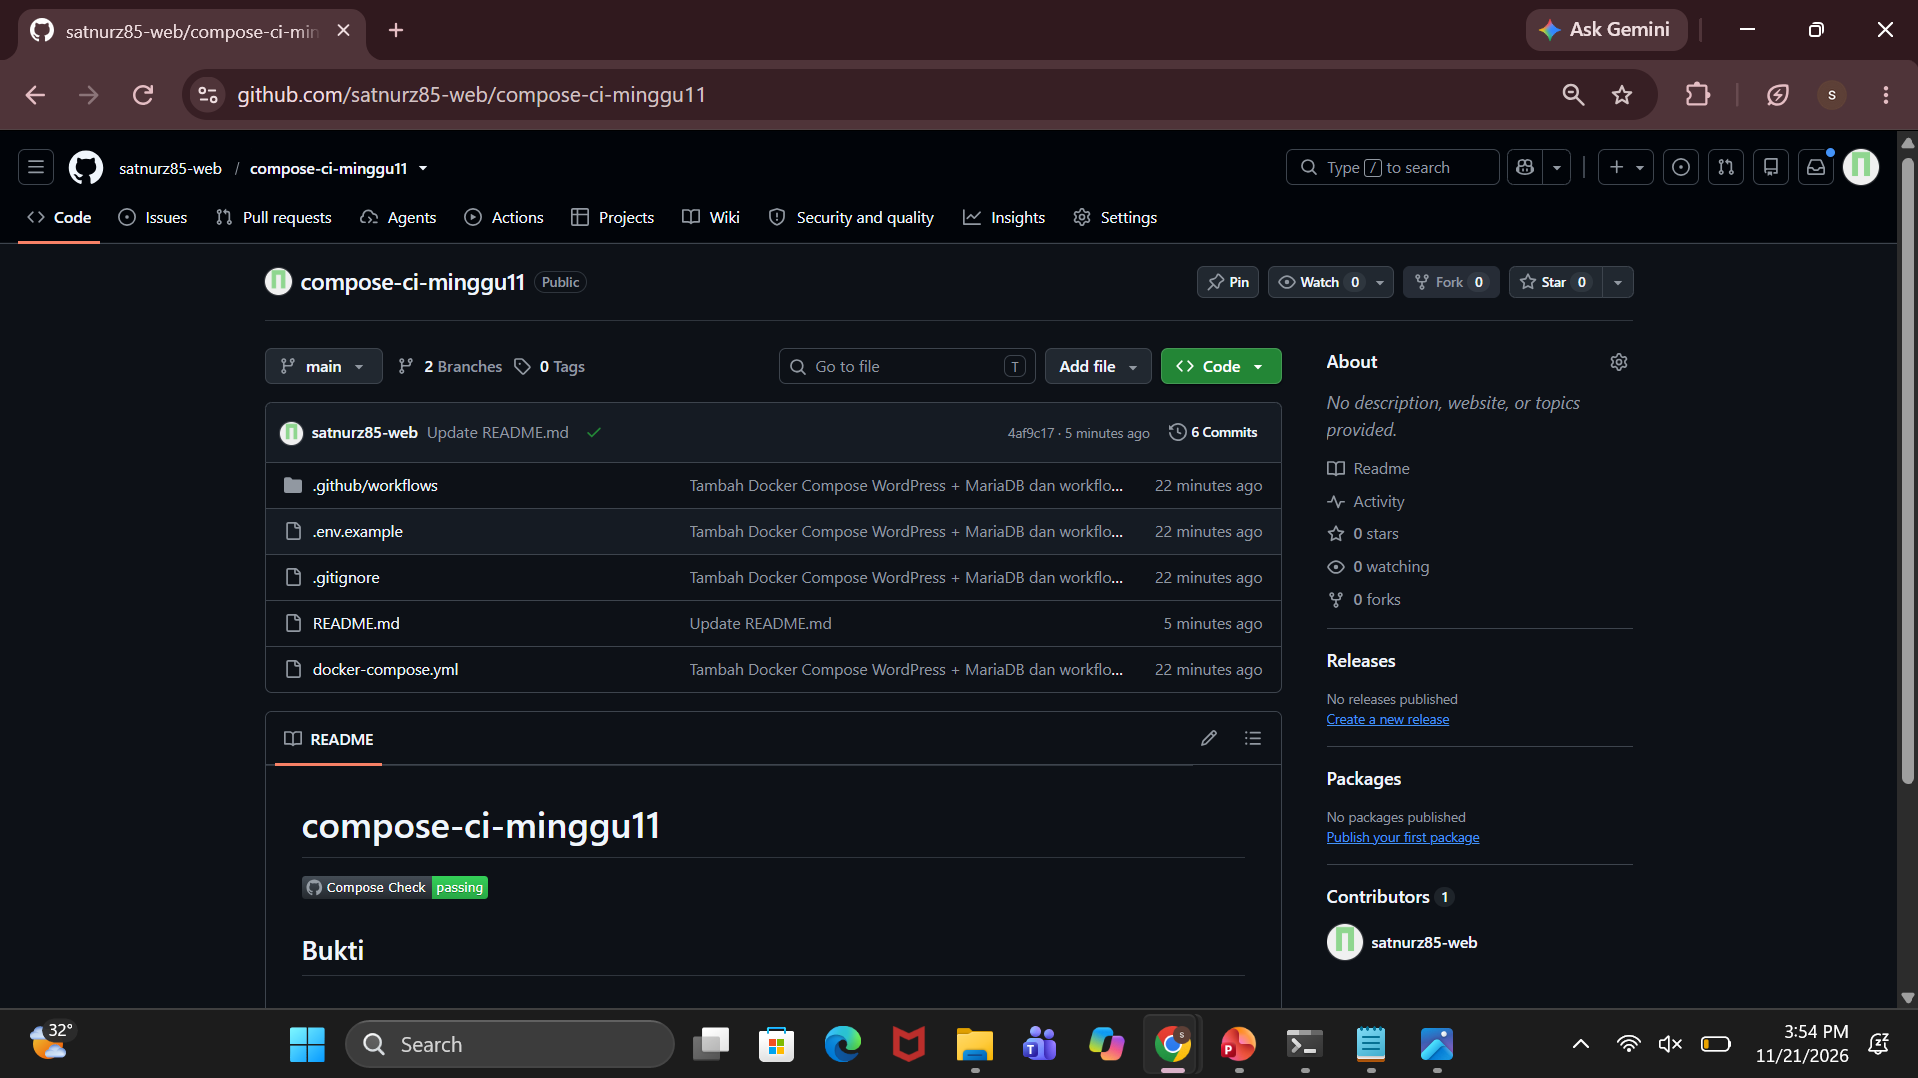 satnurz85-web/compose-ci-min
Ask Gemini
github.com/satnurz85-web/compose-ci-minggu11
s
satnurz85-web / compose-ci-minggu11
Type / to search
Code
Issues
Pull requests
Agents
Actions
Projects
Wiki
Security and quality
Insights
Settings
compose-ci-minggu11 Public
Pin
Watch 0
Fork 0
Star 0
main
2 Branches
0 Tags
Go to file T
Add file
Code
satnurz85-web Update README.md
4af9c17 · 5 minutes ago
6 Commits
.github/workflows Tambah Docker Compose WordPress + MariaDB dan workflo... 22 minutes ago
.env.example Tambah Docker Compose WordPress + MariaDB dan workflo... 22 minutes ago
.gitignore Tambah Docker Compose WordPress + MariaDB dan workflo... 22 minutes ago
README.md Update README.md 5 minutes ago
docker-compose.yml Tambah Docker Compose WordPress + MariaDB dan workflo... 22 minutes ago
README
compose-ci-minggu11
Compose Check passing
Bukti
About
No description, website, or topics
provided.
Readme
Activity
0 stars
0 watching
0 forks
Releases
No releases published
Create a new release
Packages
No packages published
Publish your first package
Contributors 1
satnurz85-web
32°
Search
3:54 PM
11/21/2026